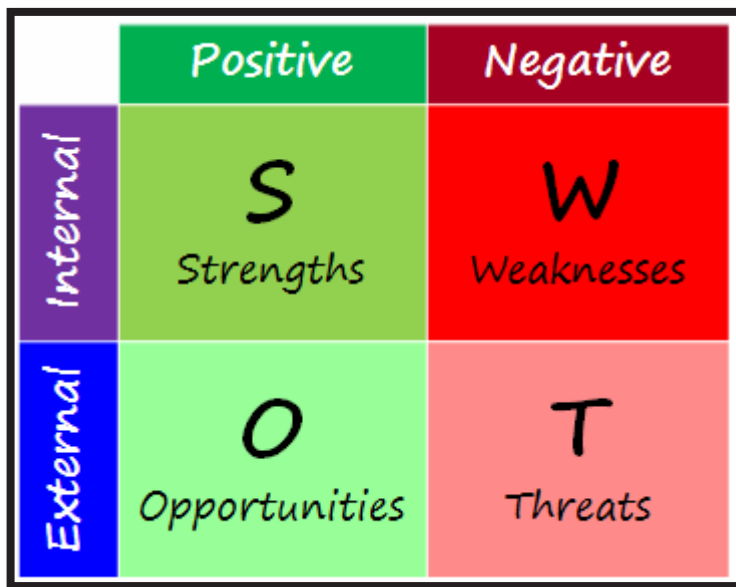 Positive Negative
Internal
S W
Strengths Weaknesses
External
O T
Opportunities Threats